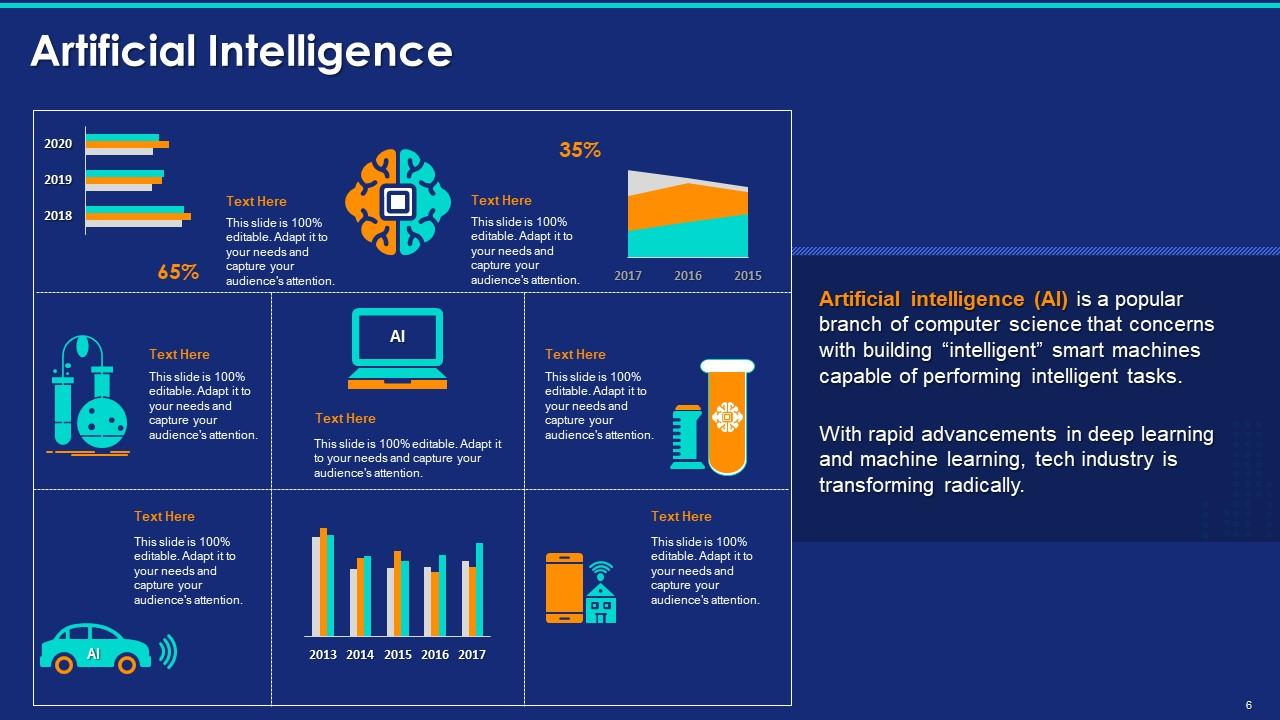 Artificial Intelligence
2020
2019
2018
65%
Text Here
This slide is 100%
editable. Adapt it to
your needs and
capture your
audience's attention.
Text Here
This slide is 100%
editable. Adapt it to
your needs and
capture your
audience's attention.
35%
2017 2016 2015
Text Here
This slide is 100%
editable. Adapt it to
your needs and
capture your
audience's attention.
AI
Text Here
This slide is 100% editable. Adapt it
to your needs and capture your
audience's attention.
Text Here
This slide is 100%
editable. Adapt it to
your needs and
capture your
audience's attention.
Text Here
This slide is 100%
editable. Adapt it to
your needs and
capture your
audience's attention.
AI
2013 2014 2015 2016 2017
Text Here
This slide is 100%
editable. Adapt it to
your needs and
capture your
audience's attention.
Artificial intelligence (AI) is a popular
branch of computer science that concerns
with building “intelligent” smart machines
capable of performing intelligent tasks.
With rapid advancements in deep learning
and machine learning, tech industry is
transforming radically.
6